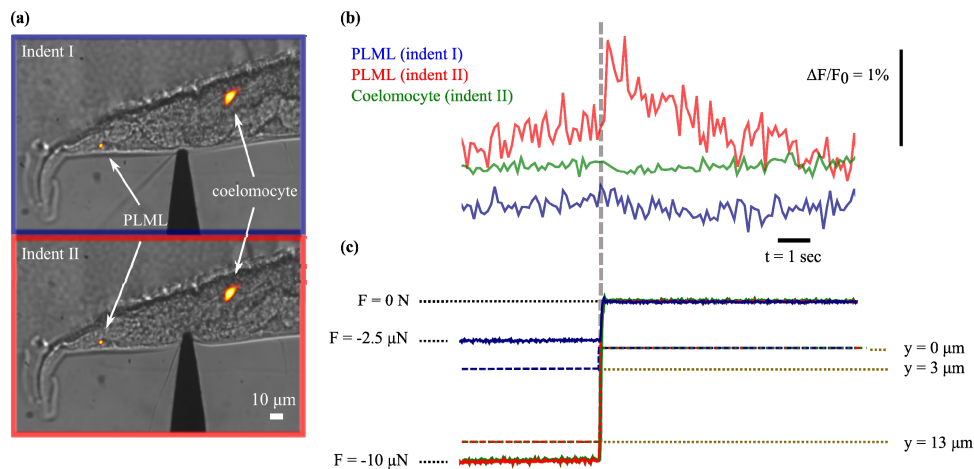 (a)
Indent I
PLML
coelomocyte
Indent II
10 µm
(b)
PLML (indent I)
PLML (indent II)
Coelomocyte (indent II)
ΔF/F0 = 1%
t = 1 sec
(c)
F = 0 N
F = -2.5 µN
F = -10 µN
y = 0 µm
y = 3 µm
y = 13 µm